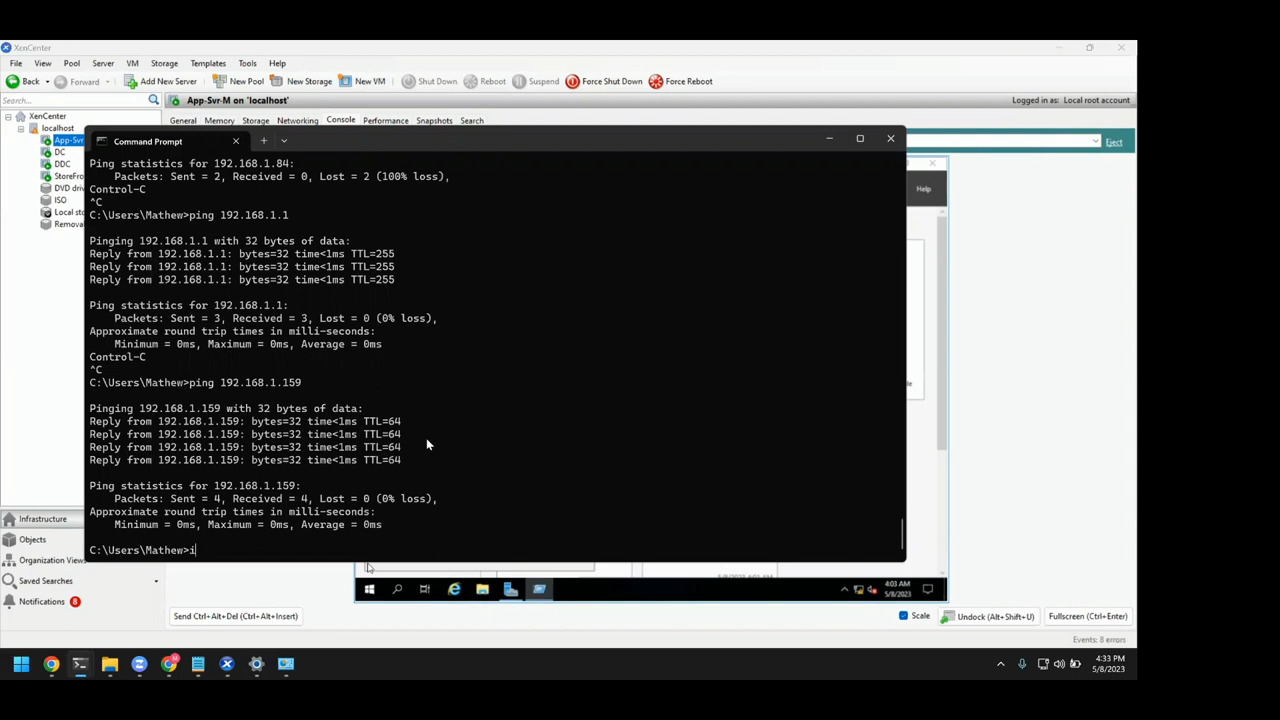 XenCenter
File View Pool Server VM Storage Templates Tools Help
Back Forward Add New Server New Pool New Storage New VM Shut Down Reboot Suspend Force Shut Down Force Reboot
Search...
App-Svr-M on 'localhost'
Logged in as: Local root account
XenCenter
localhost
App-Svr
DC
DDC
StoreFro
DVD driv
ISO
Local sto
Remova
General Memory Storage Networking Console Performance Snapshots Search
Eject
Help
Command Prompt
Ping statistics for 192.168.1.84:
Packets: Sent = 2, Received = 0, Lost = 2 (100% loss),
Control-C
^C
C:\Users\Mathew>ping 192.168.1.1
Pinging 192.168.1.1 with 32 bytes of data:
Reply from 192.168.1.1: bytes=32 time<1ms TTL=255
Reply from 192.168.1.1: bytes=32 time<1ms TTL=255
Reply from 192.168.1.1: bytes=32 time<1ms TTL=255
Ping statistics for 192.168.1.1:
Packets: Sent = 3, Received = 3, Lost = 0 (0% loss),
Approximate round trip times in milli-seconds:
Minimum = 0ms, Maximum = 0ms, Average = 0ms
Control-C
^C
C:\Users\Mathew>ping 192.168.1.159
Pinging 192.168.1.159 with 32 bytes of data:
Reply from 192.168.1.159: bytes=32 time<1ms TTL=64
Reply from 192.168.1.159: bytes=32 time<1ms TTL=64
Reply from 192.168.1.159: bytes=32 time<1ms TTL=64
Reply from 192.168.1.159: bytes=32 time<1ms TTL=64
Ping statistics for 192.168.1.159:
Packets: Sent = 4, Received = 4, Lost = 0 (0% loss),
Approximate round trip times in milli-seconds:
Minimum = 0ms, Maximum = 0ms, Average = 0ms
C:\Users\Mathew>i
Infrastructure
Objects
Organization Views
Saved Searches
Notifications 8
4:03 AM
5/8/2023
Send Ctrl+Alt+Del (Ctrl+Alt+Insert) Scale Undock (Alt+Shift+U) Fullscreen (Ctrl+Enter)
Events: 8 errors
4:33 PM
5/8/2023